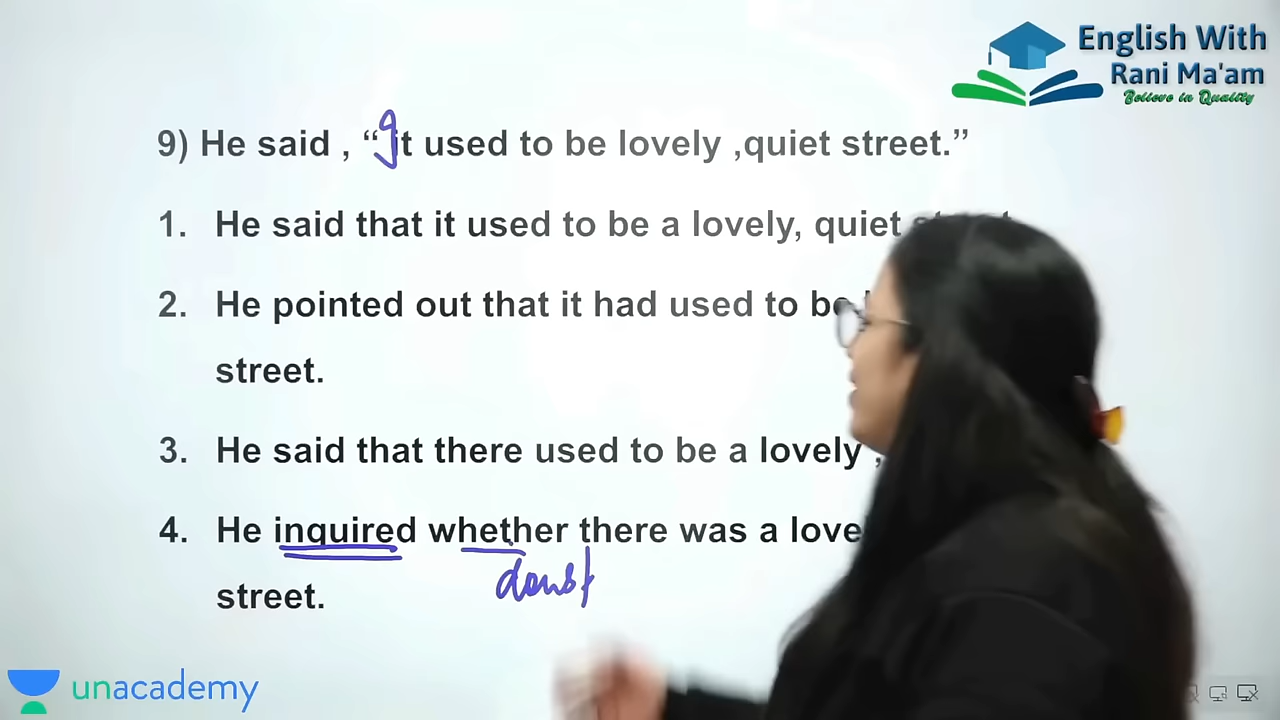 English With
Rani Ma'am
Believe in Quality
9) He said , “ it used to be lovely ,quiet street.”
1. He said that it used to be a lovely, quiet
2. He pointed out that it had used to be
street.
3. He said that there used to be a lovely ,
4. He inquired whether there was a love
doubt
street.
unacademy